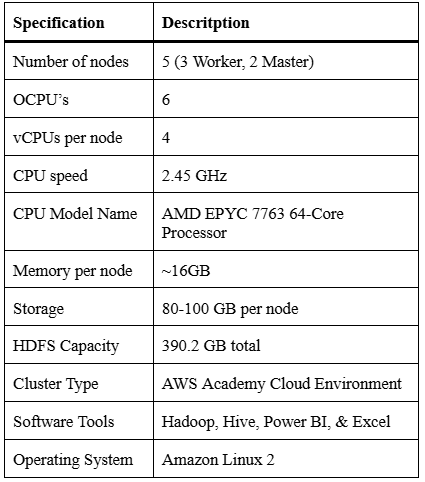 Specification Descritption
Number of nodes 5 (3 Worker, 2 Master)
OCPU’s 6
vCPUs per node 4
CPU speed 2.45 GHz
CPU Model Name AMD EPYC 7763 64-Core
Processor
Memory per node ~16GB
Storage 80-100 GB per node
HDFS Capacity 390.2 GB total
Cluster Type AWS Academy Cloud Environment
Software Tools Hadoop, Hive, Power BI, & Excel
Operating System Amazon Linux 2